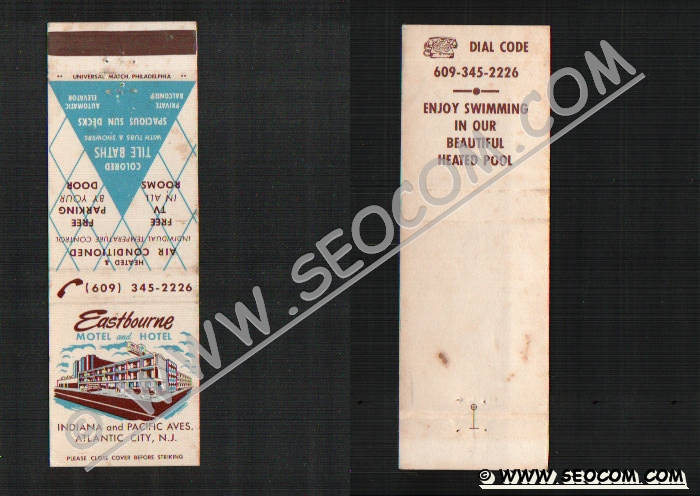 UNIVERSAL MATCH, PHILADELPHIA
AIR CONDITIONED
HEATED &
INDIVIDUAL TEMPERATURE CONTROL
FREE
TV
IN ALL
ROOMS
FREE
PARKING
BY YOUR
DOOR
COLORED
TILE BATHS
WITH TUBS & SHOWERS
SPACIOUS SUN DECKS
PRIVATE
BALCONIES
AUTOMATIC
ELEVATOR
(609) 345-2226
Eastbourne
MOTEL and HOTEL
INDIANA and PACIFIC AVES.
ATLANTIC CITY, N.J.
PLEASE CLOSE COVER BEFORE STRIKING
DIAL CODE
609-345-2226
ENJOY SWIMMING
IN OUR
BEAUTIFUL
HEATED POOL
© WWW.SEOCOM.COM
© WWW.SEOCOM.COM